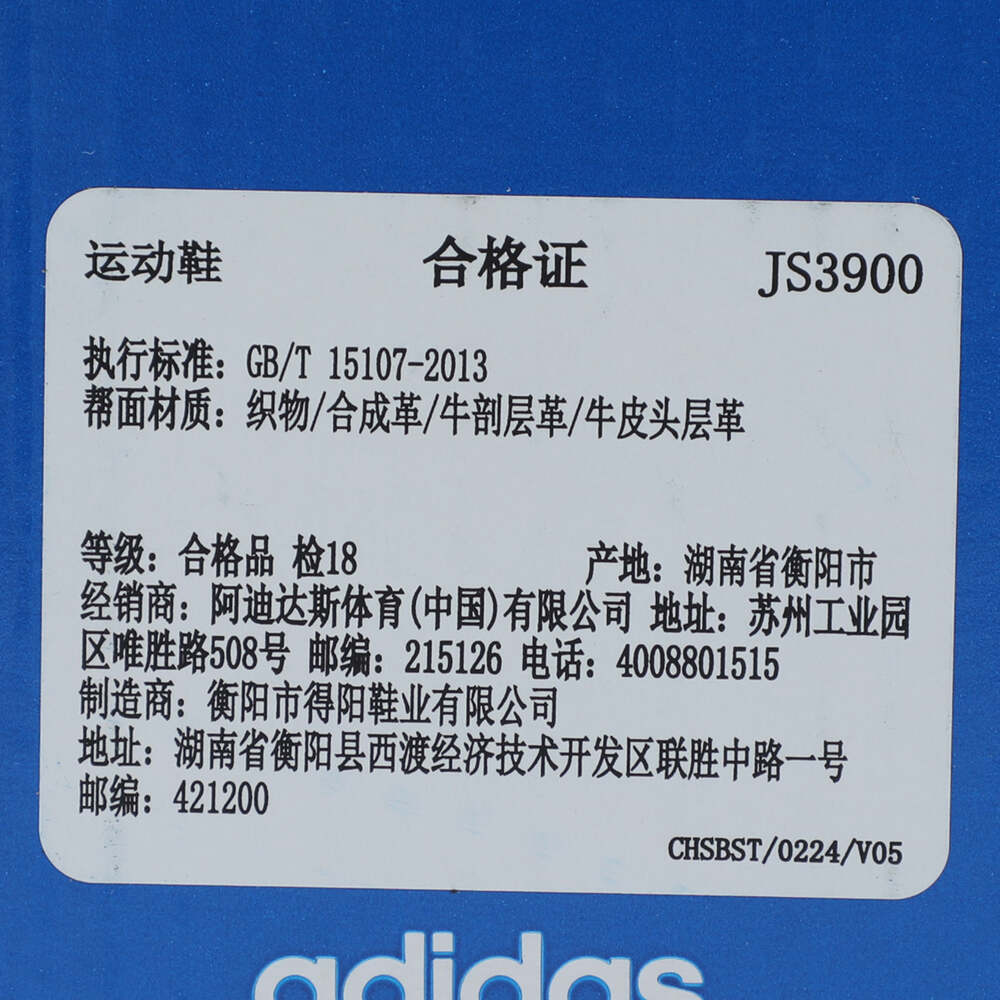 运动鞋 合格证 JS3900
执行标准：GB/T 15107-2013
帮面材质：织物/合成革/牛剖层革/牛皮头层革
等级：合格品 检18 产地：湖南省衡阳市
经销商：阿迪达斯体育(中国)有限公司 地址：苏州工业园
区唯胜路508号 邮编：215126 电话：4008801515
制造商：衡阳市得阳鞋业有限公司
地址：湖南省衡阳县西渡经济技术开发区联胜中路一号
邮编：421200
CHSBST/0224/V05
adidas